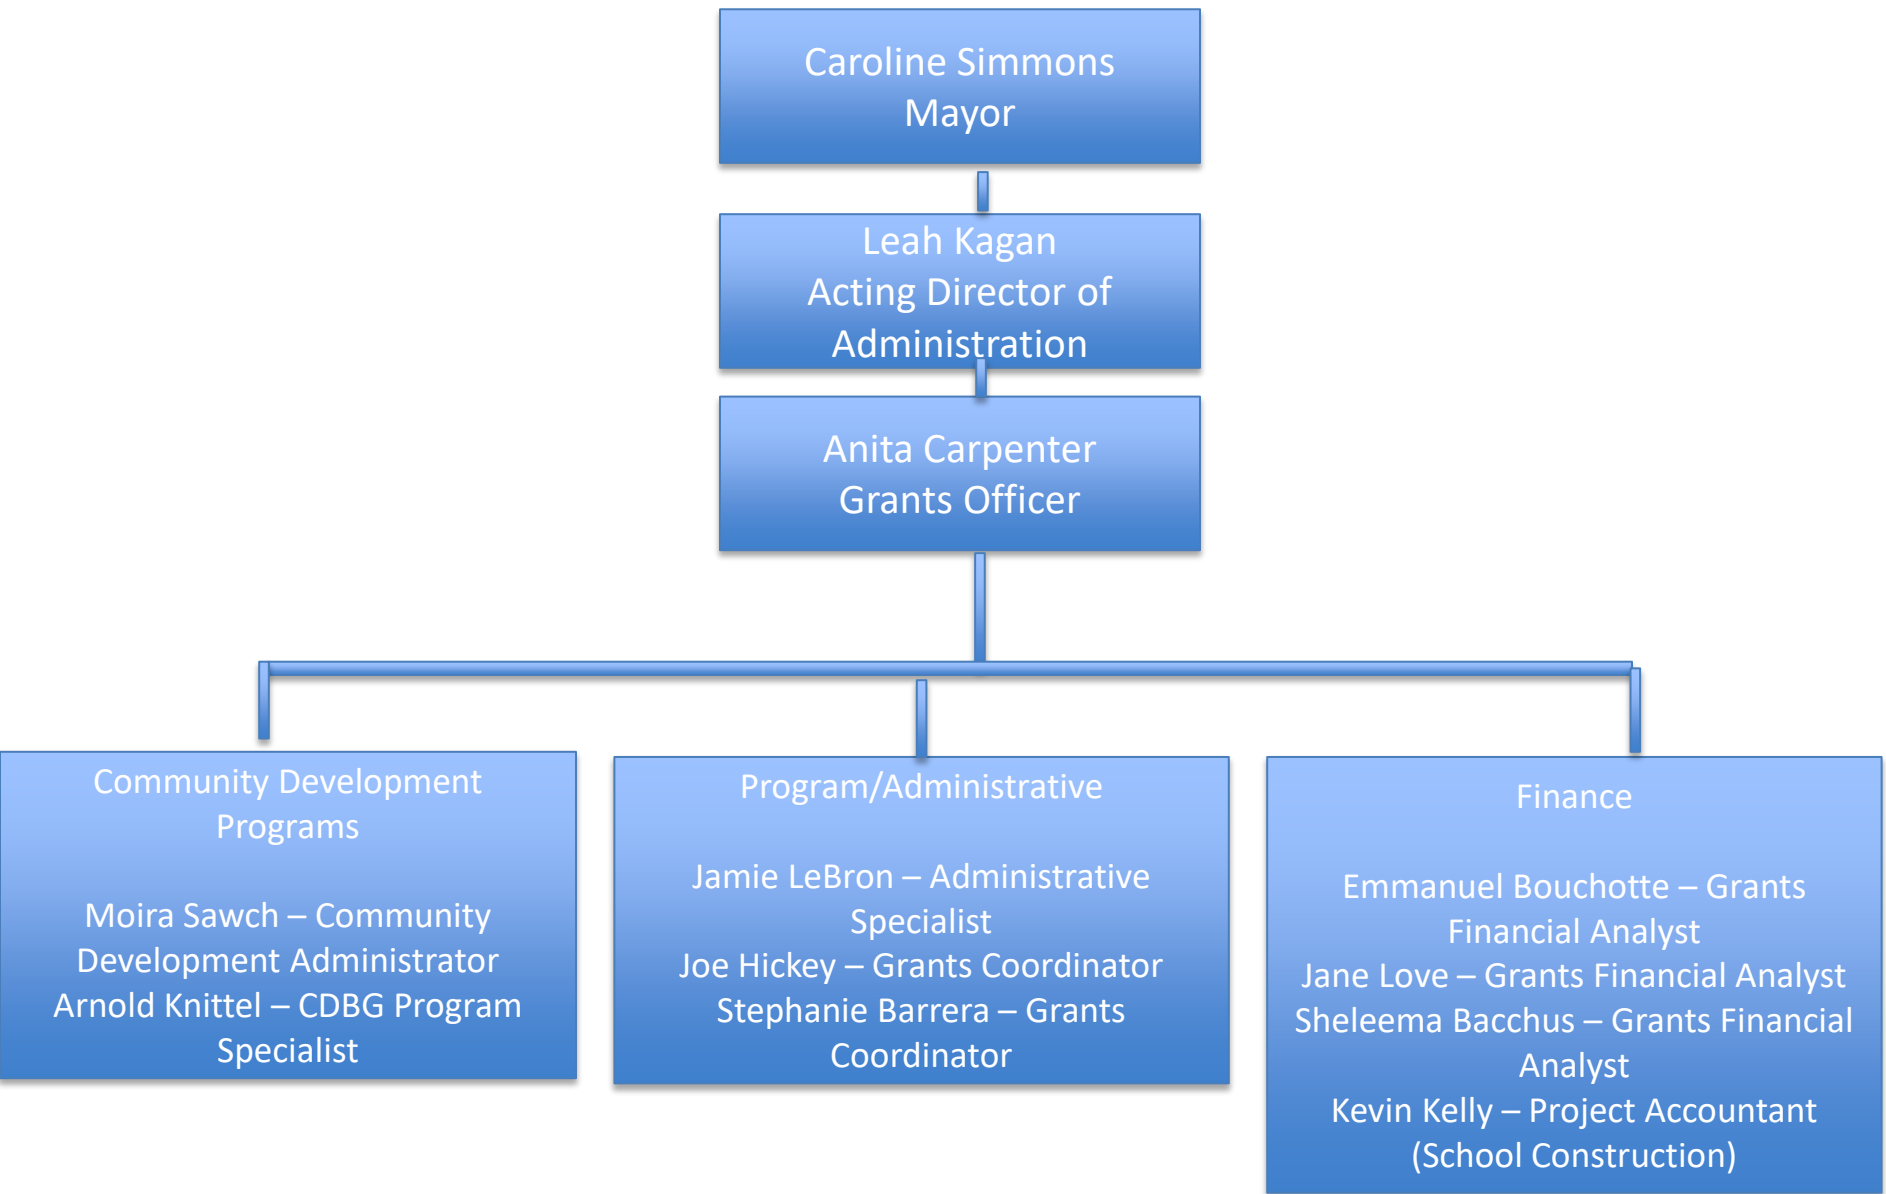 Caroline Simmons
Mayor
Leah Kagan
Acting Director of
Administration
Anita Carpenter
Grants Officer
Community Development
Programs
Moira Sawch – Community
Development Administrator
Arnold Knittel – CDBG Program
Specialist
Program/Administrative
Jamie LeBron – Administrative
Specialist
Joe Hickey – Grants Coordinator
Stephanie Barrera – Grants
Coordinator
Finance
Emmanuel Bouchotte – Grants
Financial Analyst
Jane Love – Grants Financial Analyst
Sheleema Bacchus – Grants Financial
Analyst
Kevin Kelly – Project Accountant
(School Construction)